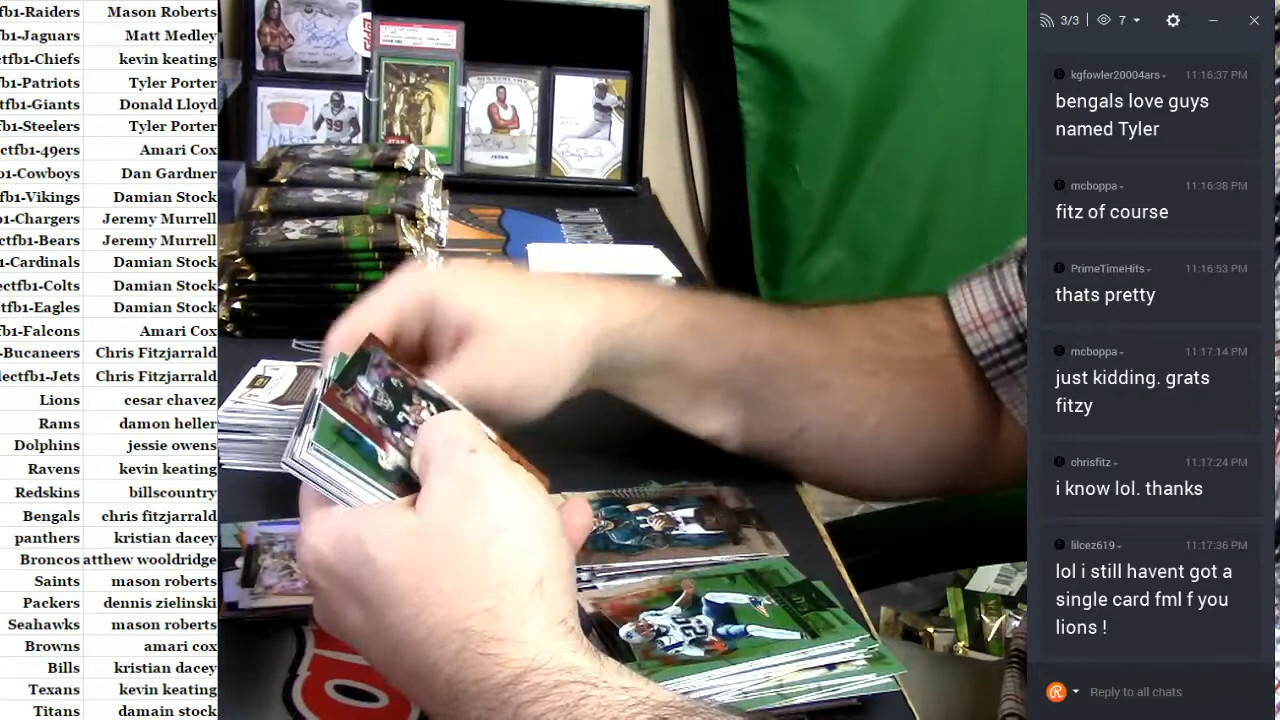 fb1-Raiders Mason Roberts
fb1-Jaguars Matt Medley
ctfb1-Chiefs kevin keating
fb1-Patriots Tyler Porter
ctfb1-Giants Donald Lloyd
tfb1-Steelers Tyler Porter
ectfb1-49ers Amari Cox
-Cowboys Dan Gardner
tfb1-Vikings Damian Stock
b1-Chargers Jeremy Murrell
ectfb1-Bears Jeremy Murrell
1-Cardinals Damian Stock
ectfb1-Colts Damian Stock
tfb1-Eagles Damian Stock
fb1-Falcons Amari Cox
-Bucaneers Chris Fitzjarrald
lectfb1-Jets Chris Fitzjarrald
Lions cesar chavez
Rams damon heller
Dolphins jessie owens
Ravens kevin keating
Redskins billscountry
Bengals chris fitzjarrald
panthers kristian dacey
Broncos atthew wooldridge
Saints mason roberts
Packers dennis zielinski
Seahawks mason roberts
Browns amari cox
Bills kristian dacey
Texans kevin keating
Titans damain stock
3/3 7
kgfowler20004ars 11:16:37 PM
bengals love guys
named Tyler
mcboppa 11:16:38 PM
fitz of course
PrimeTimeHits 11:16:53 PM
thats pretty
mcboppa 11:17:14 PM
just kidding. grats
fitzy
chrisfitz 11:17:24 PM
i know lol. thanks
lilcez619 11:17:36 PM
lol i still havent got a
single card fml f you
lions !
Reply to all chats